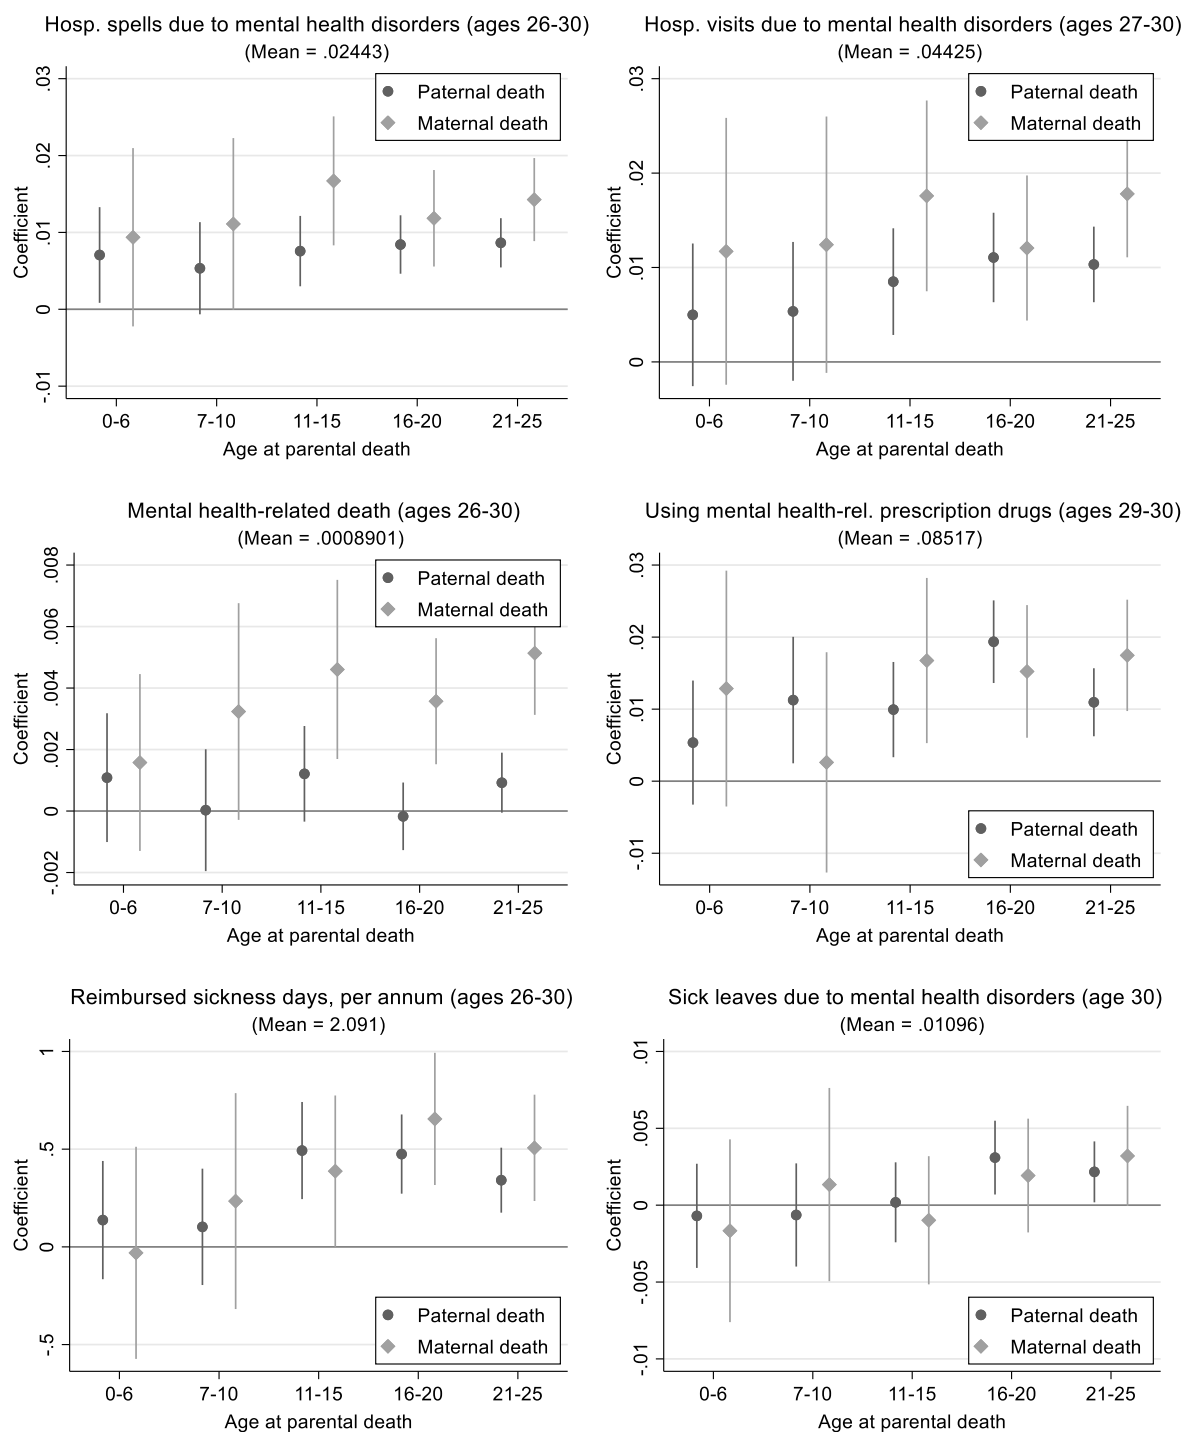 Hosp. spells due to mental health disorders (ages 26-30)
(Mean = .02443)
Paternal death
Maternal death
Coefficient
.03
.02
.01
0
-.01
0-6 7-10 11-15 16-20 21-25
Age at parental death
Hosp. visits due to mental health disorders (ages 27-30)
(Mean = .04425)
Paternal death
Maternal death
Coefficient
.03
.02
.01
0
0-6 7-10 11-15 16-20 21-25
Age at parental death
Mental health-related death (ages 26-30)
(Mean = .0008901)
Paternal death
Maternal death
Coefficient
.008
.006
.004
.002
0
-.002
0-6 7-10 11-15 16-20 21-25
Age at parental death
Using mental health-rel. prescription drugs (ages 29-30)
(Mean = .08517)
Coefficient
.03
.02
.01
0
-.01
Paternal death
Maternal death
0-6 7-10 11-15 16-20 21-25
Age at parental death
Reimbursed sickness days, per annum (ages 26-30)
(Mean = 2.091)
Coefficient
1
.5
0
-.5
Paternal death
Maternal death
0-6 7-10 11-15 16-20 21-25
Age at parental death
Sick leaves due to mental health disorders (age 30)
(Mean = .01096)
Coefficient
.01
.005
0
-.005
-.01
Paternal death
Maternal death
0-6 7-10 11-15 16-20 21-25
Age at parental death